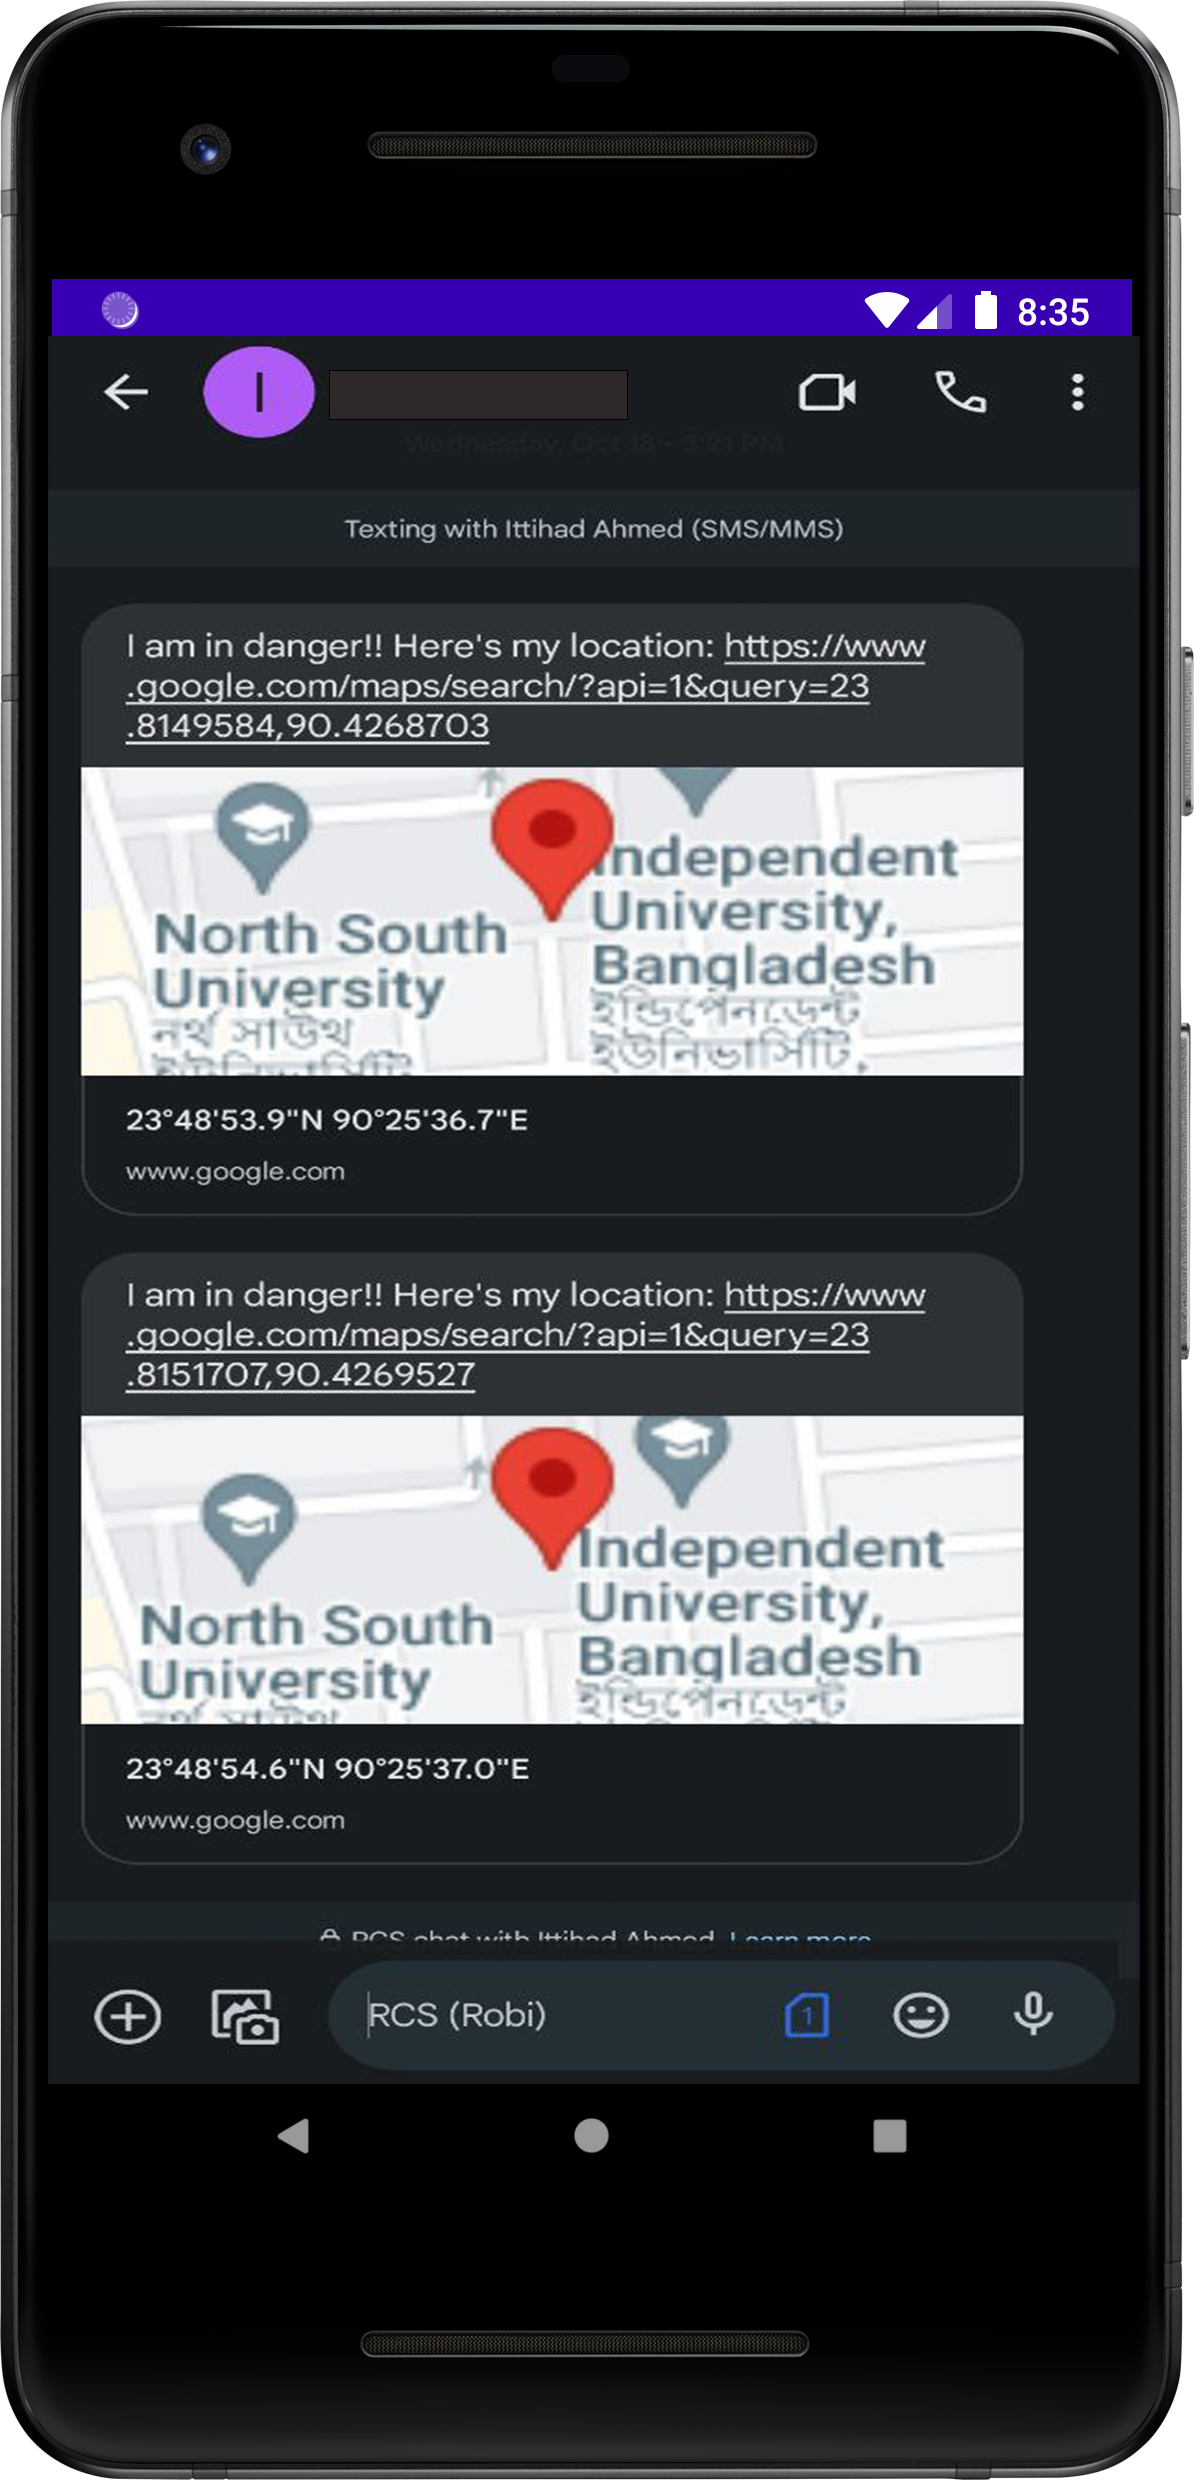 8:35
I
Wednesday, Oct 18 • 3:21 PM
Texting with Ittihad Ahmed (SMS/MMS)
I am in danger!! Here's my location: https://www
.google.com/maps/search/?api=1&query=23
.8149584,90.4268703
Independent
University,
Bangladesh
ইন্ডিপেন্ডেন্ট
ইউনিভার্সিটি,
North South
University
নর্থ সাউথ
ইউনিভার্সিটি
23°48'53.9"N 90°25'36.7"E
www.google.com
I am in danger!! Here's my location: https://www
.google.com/maps/search/?api=1&query=23
.8151707,90.4269527
Independent
University,
Bangladesh
ইন্ডিপেন্ডেন্ট
North South
University
নর্থ সাউথ
23°48'54.6"N 90°25'37.0"E
www.google.com
RCS chat with Ittihad Ahmed. Learn more
RCS (Robi)
1